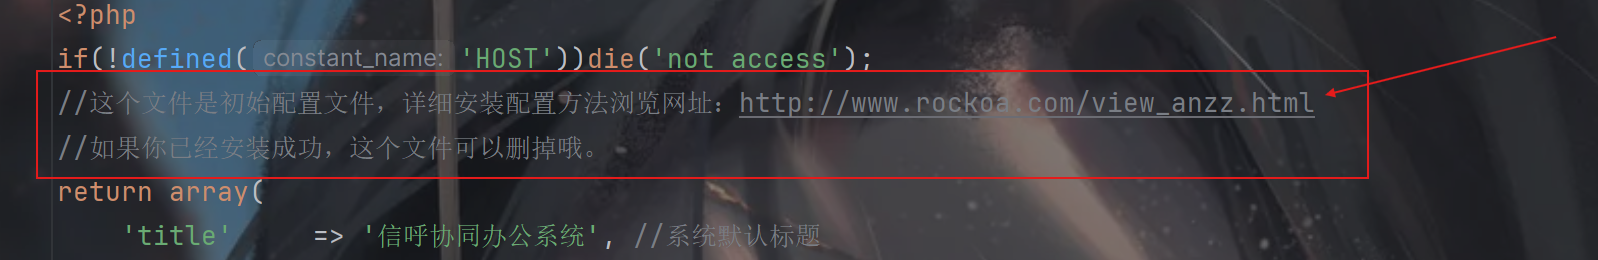 <?php
if(!defined( constant_name: 'HOST'))die('not access');
//这个文件是初始配置文件，详细安装配置方法浏览网址：http://www.rockoa.com/view_anzz.html
//如果你已经安装成功，这个文件可以删掉哦。
return array(
'title' => '信呼协同办公系统', //系统默认标题